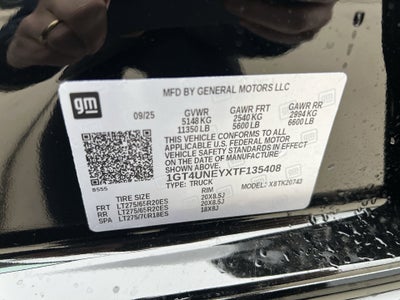 gm
MFD BY GENERAL MOTORS LLC
09/25 GVWR GAWR FRT GAWR RR
5148 KG 2540 KG 2994 KG
11350 LB 5600 LB 6600 LB
THIS VEHICLE CONFORMS TO ALL
APPLICABLE U.S. FEDERAL MOTOR
VEHICLE SAFETY STANDARDS IN EFFECT
ON THE DATE OF MANUFACTURE SHOWN
ABOVE.
1GT4UNEYXTF135408
TYPE: TRUCK MODEL: X8TK20743
8555
TIRE SIZE RIM
FRT LT275/65R20ES 20X8.5J
RR LT275/65R20ES 20X8.5J
SPA LT275/70R18ES 18X8J